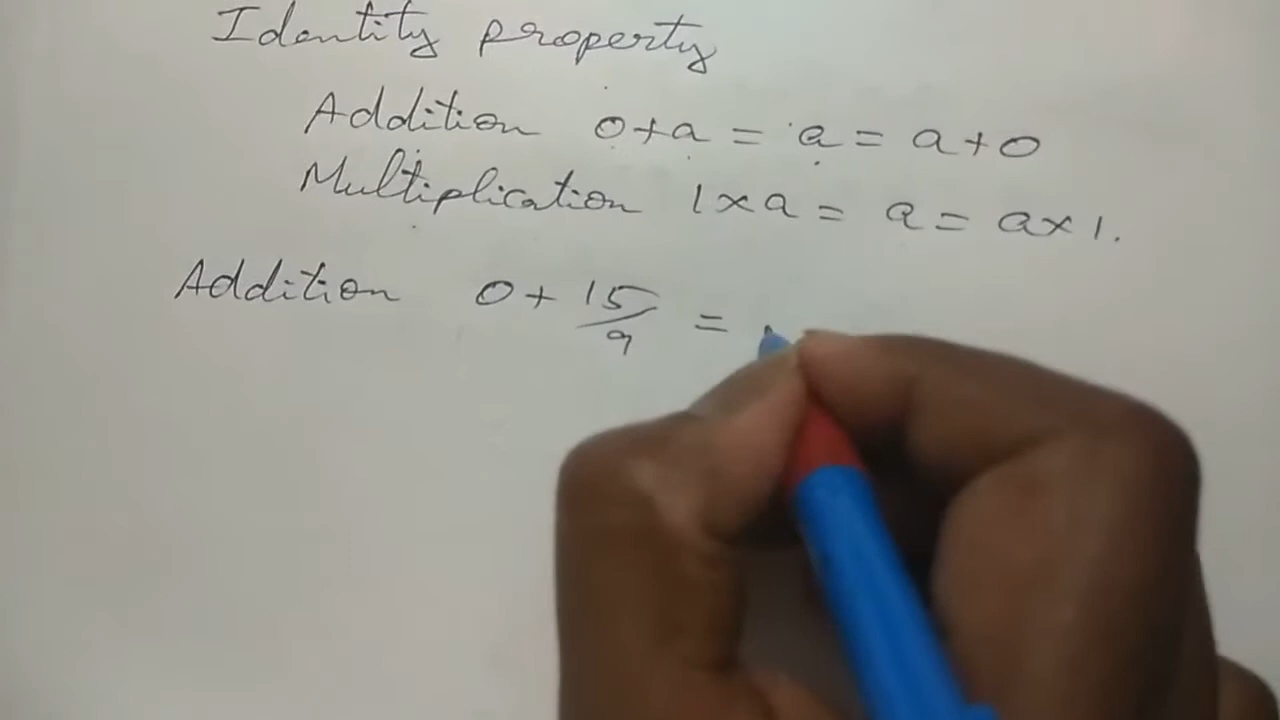 Identity property
Addition 0+a = a = a+0
Multiplication 1×a = a = a×1.
Addition 0+ 15/9 =